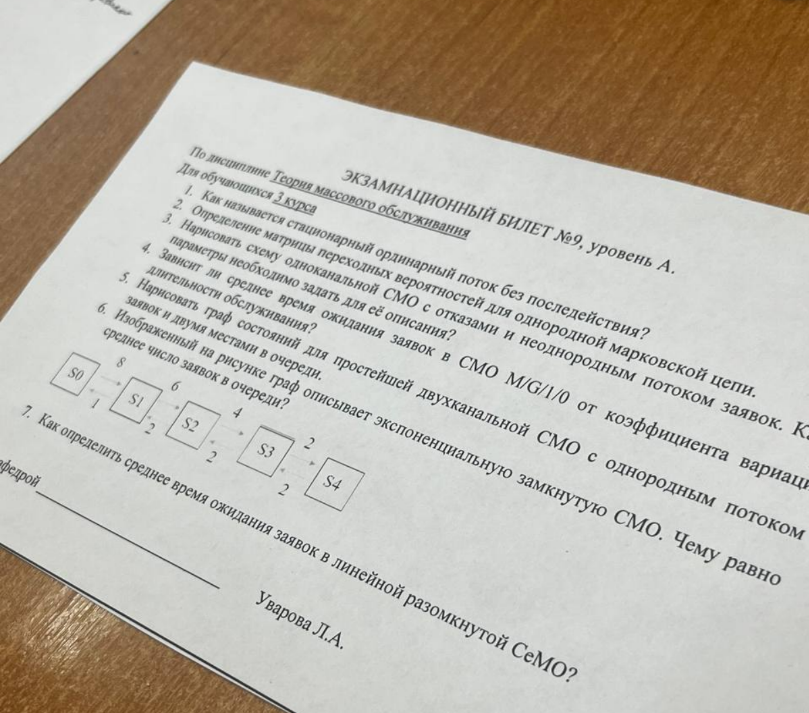 ЭКЗАМНАЦИОННЫЙ БИЛЕТ №9, уровень А.
По дисциплине Теория массового обслуживания
Для обучающихся 3 курса
1. Как называется стационарный ординарный поток без последействия?
2. Определение матрицы переходных вероятностей для однородной марковской цепи.
3. Нарисовать схему одноканальной СМО с отказами и неоднородным потоком заявок.
параметры необходимо задать для её описания?
4. Зависит ли среднее время ожидания заявок в СМО M/G/1/0 от коэффициента вариац
длительности обслуживания?
5. Нарисовать граф состояний для простейшей двухканальной СМО с однородным потоком
заявок и двумя местами в очереди.
6. Изображенный на рисунке граф описывает экспоненциальную замкнутую СМО. Чему равно
среднее число заявок в очереди?
8 6 4 2
S0 S1 S2 S3 S4
1 2 2 2
7. Как определить среднее время ожидания заявок в линейной разомкнутой СеМО?
федрой
Уварова Л.А.